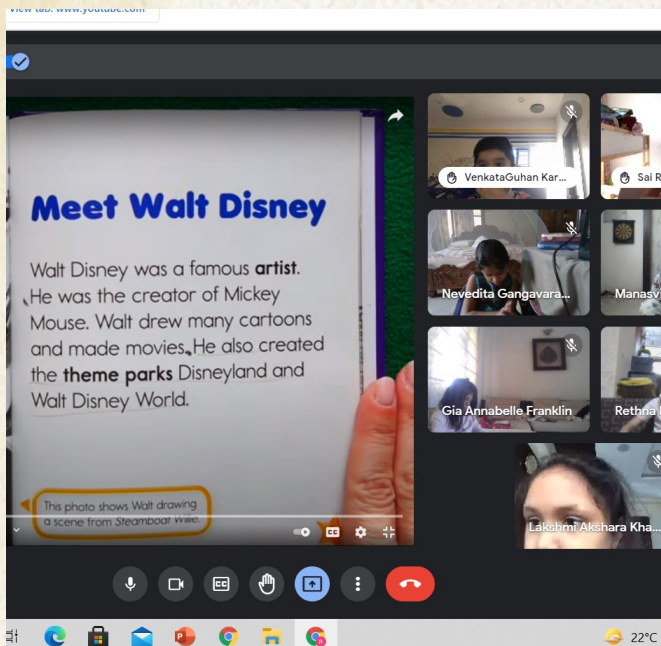 View tab: www.youtube.com
Meet Walt Disney
Walt Disney was a famous artist.
He was the creator of Mickey
Mouse. Walt drew many cartoons
and made movies. He also created
the theme parks Disneyland and
Walt Disney World.
This photo shows Walt drawing
a scene from Steamboat Willie.
CC
VenkataGuhan Kar...
Sai R
Nevedita Gangavara...
Manasvi
Gia Annabelle Franklin
Rethna
Lakshmi Akshara Kha...
CC
22°C